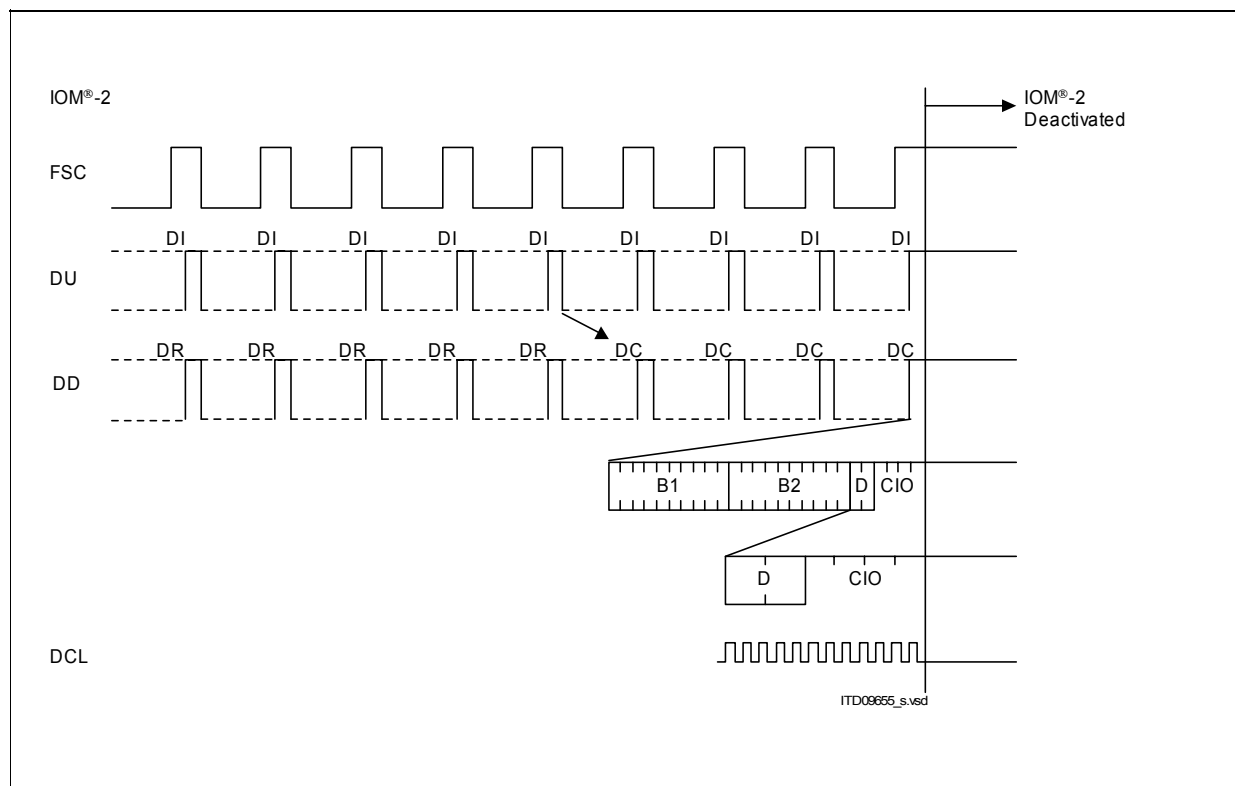 IOM®-2
IOM®-2
Deactivated
FSC
DI DI DI DI DI DI DI DI DI
DU
DR DR DR DR DR DC DC DC DC
DD
B1 B2 D CIO
D CIO
DCL
ITD09655_s.vsd